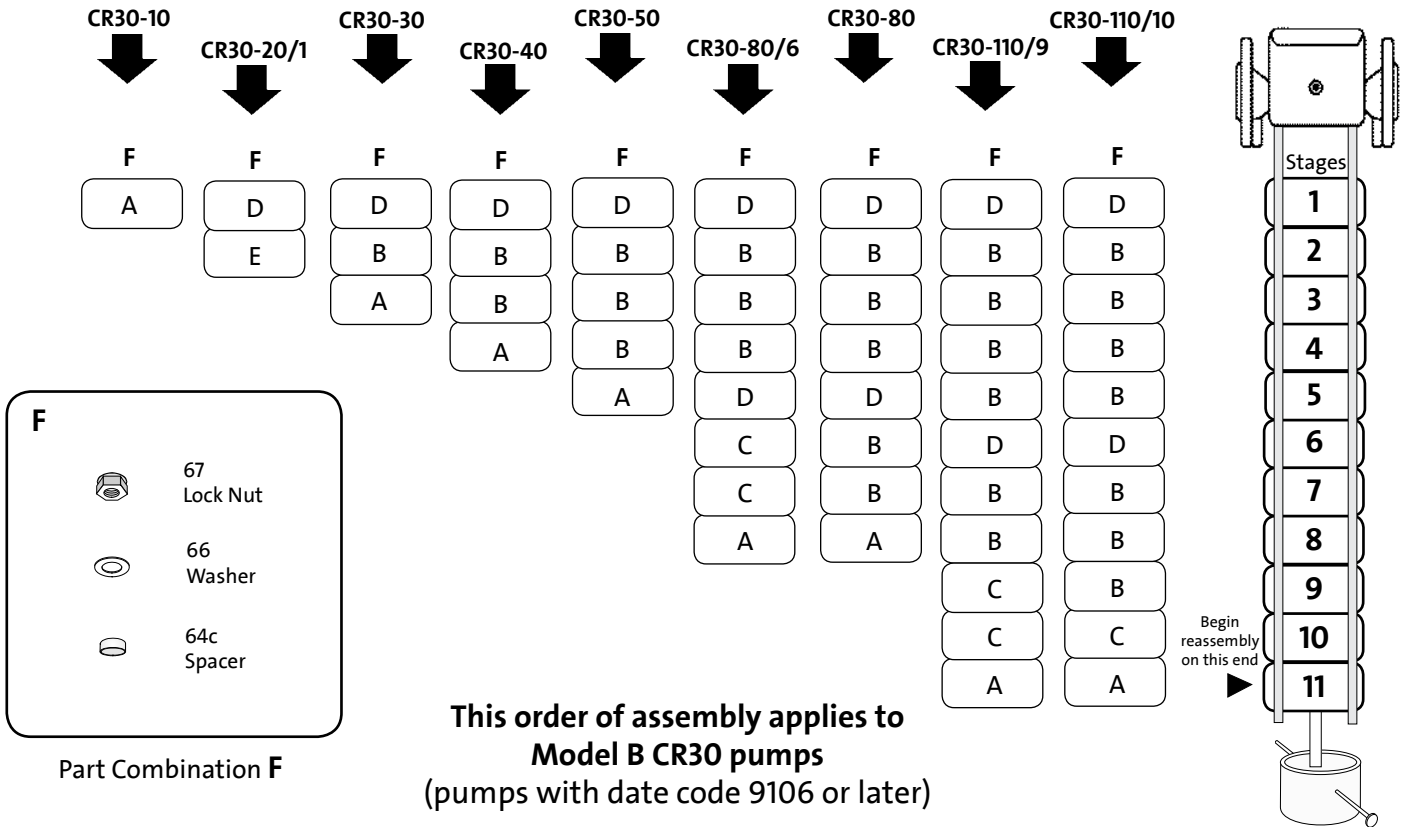 CR30-10 CR30-30 CR30-50 CR30-80 CR30-110/10
CR30-20/1 CR30-40 CR30-80/6 CR30-110/9
F F F F F F F F F
Stages
A D D D D D D D D 1
E B B B B B B B 2
A B B B B B B 3
A B B B B B 4
A D D B B 5
C B D D 6
C B B B 7
A A B B 8
C B 9
C C 10
A A 11
Begin
reassembly
on this end
F
67
Lock Nut
66
Washer
64c
Spacer
Part Combination F
This order of assembly applies to
Model B CR30 pumps
(pumps with date code 9106 or later)